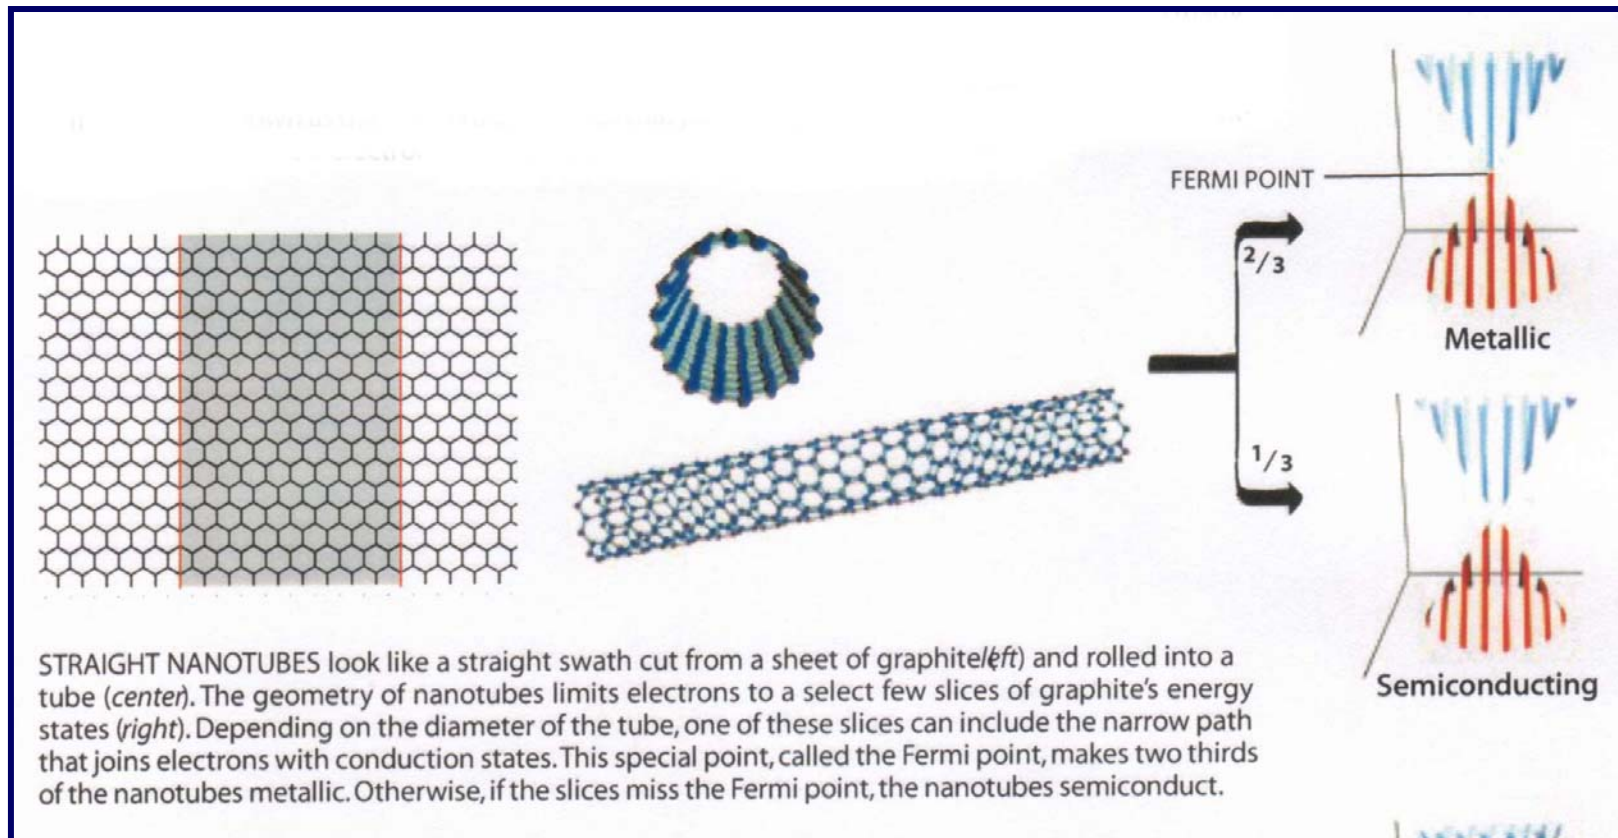 FERMI POINT
2/3
Metallic
1/3
Semiconducting
STRAIGHT NANOTUBES look like a straight swath cut from a sheet of graphite(left) and rolled into a
tube (center). The geometry of nanotubes limits electrons to a select few slices of graphite's energy
states (right). Depending on the diameter of the tube, one of these slices can include the narrow path
that joins electrons with conduction states. This special point, called the Fermi point, makes two thirds
of the nanotubes metallic. Otherwise, if the slices miss the Fermi point, the nanotubes semiconduct.